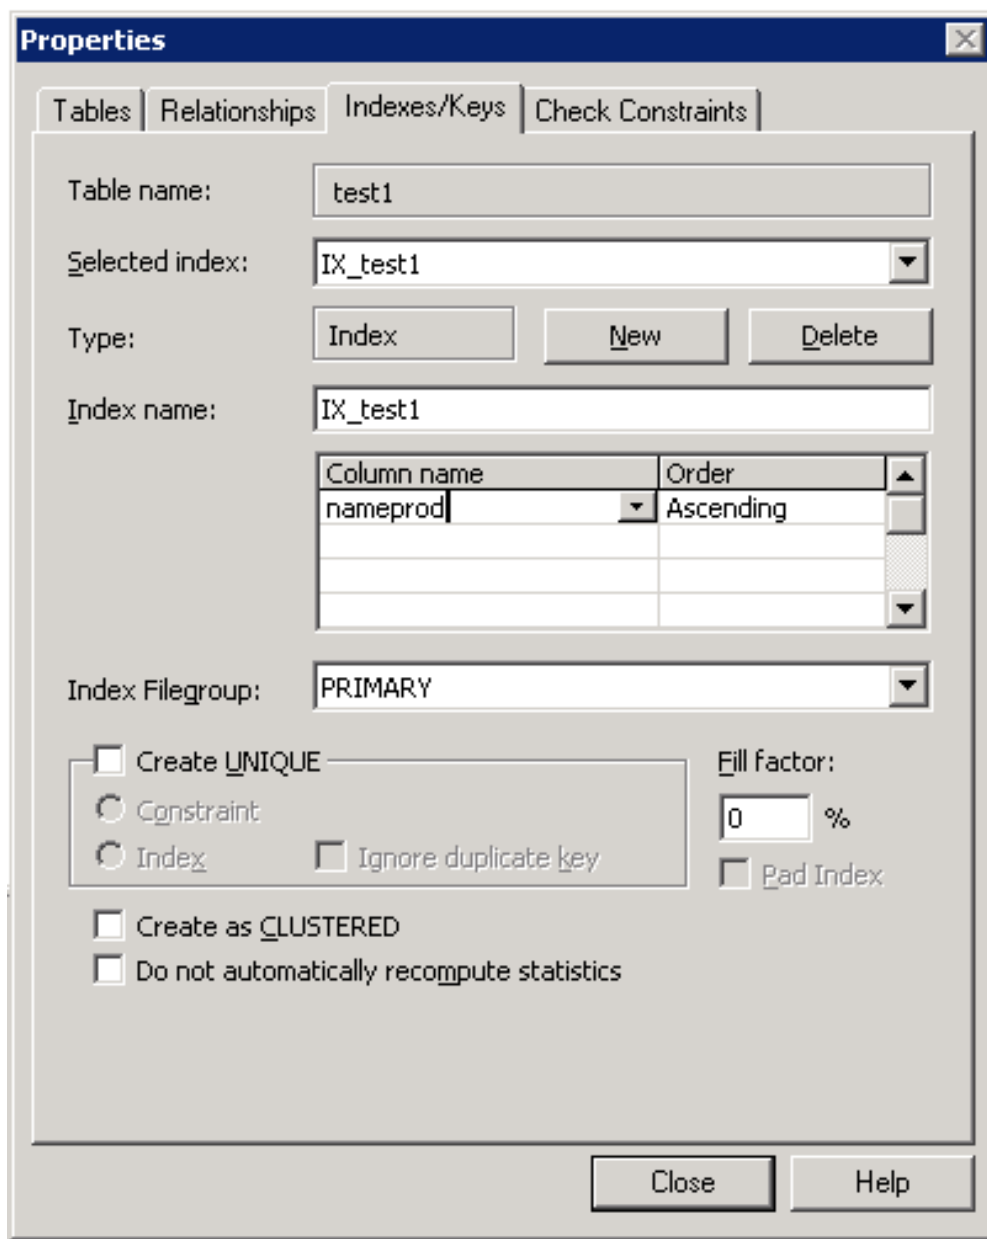 Properties
Tables Relationships Indexes/Keys Check Constraints
Table name: test1
Selected index: IX_test1
Type: Index New Delete
Index name: IX_test1
Column name Order
nameprod Ascending
Index Filegroup: PRIMARY
Create UNIQUE Fill factor:
Constraint 0 %
Index Ignore duplicate key Pad Index
Create as CLUSTERED
Do not automatically recompute statistics
Close Help